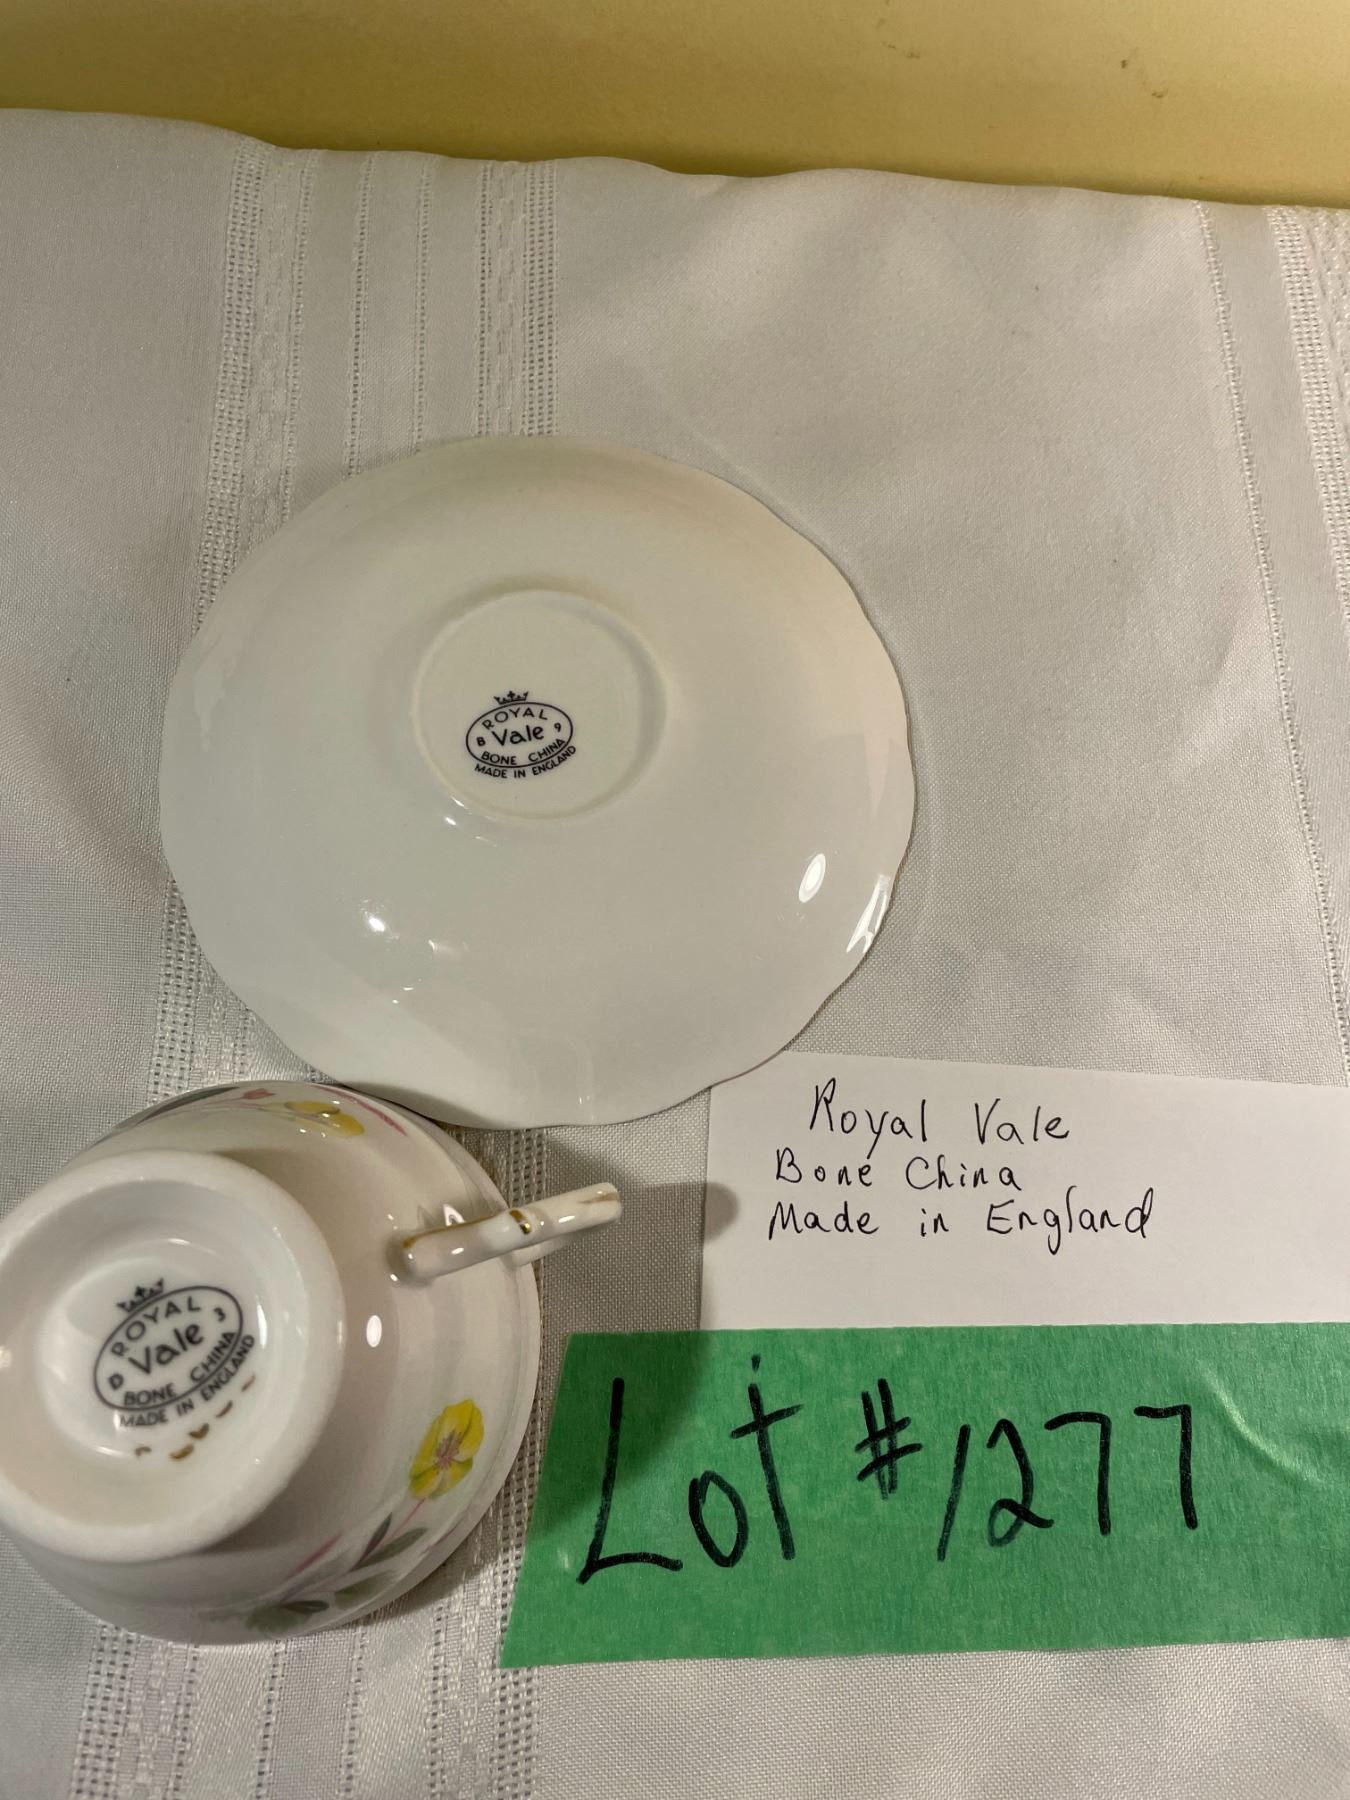 ROYAL
B Vale 9
BONE CHINA
MADE IN ENGLAND
Royal Vale
Bone China
Made in England
ROYAL
D Vale 3
BONE CHINA
MADE IN ENGLAND
Lot #1277